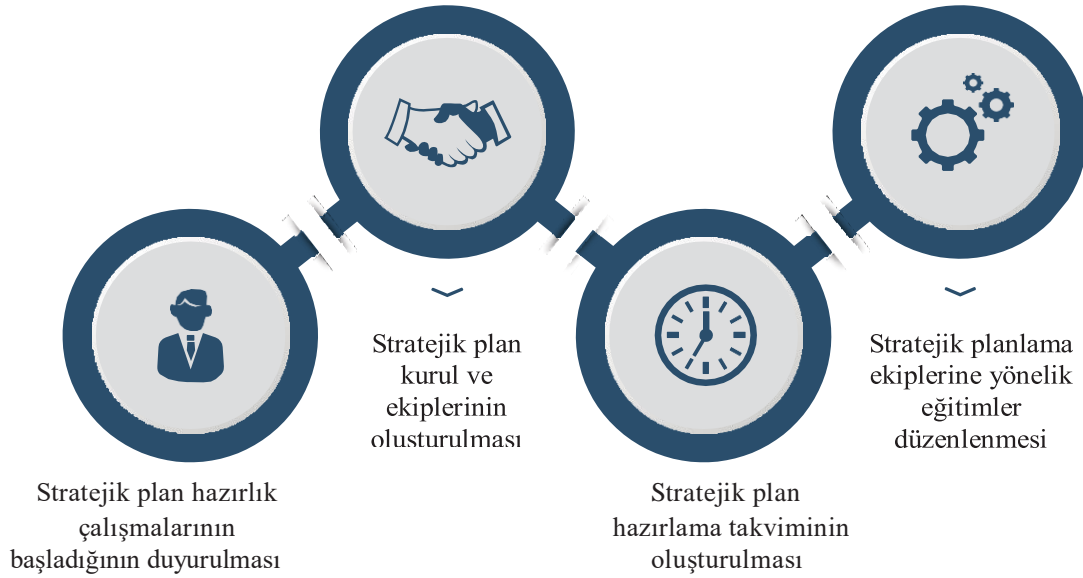 Stratejik plan hazırlık
çalışmalarının
başladığının duyurulması
Stratejik plan
kurul ve
ekiplerinin
oluşturulması
Stratejik plan
hazırlama takviminin
oluşturulması
Stratejik planlama
ekiplerine yönelik
eğitimler
düzenlenmesi